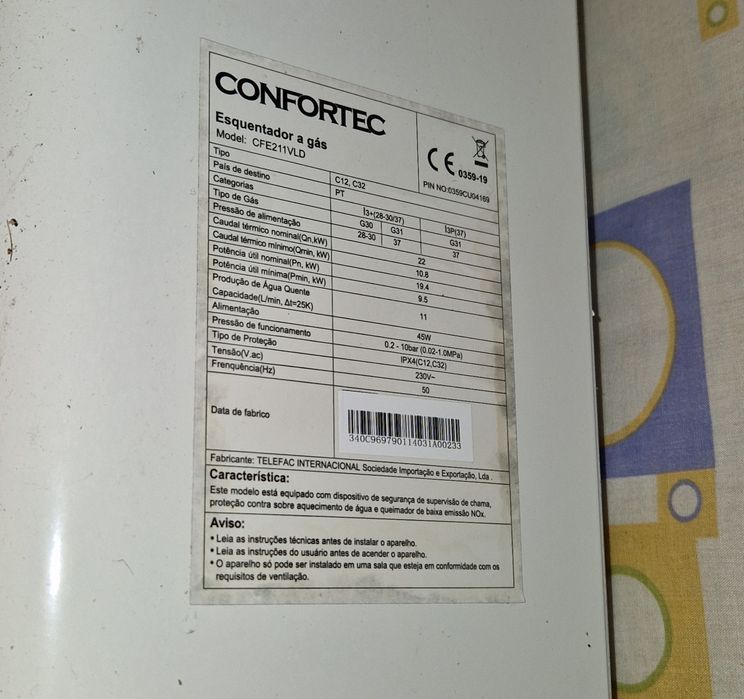 CONFORTEC
Esquentador a gás
Model: CFE211VLD
CE 0359-19
PIN NO:0359CU04169
Tipo C12, C32
País de destino PT
Categorias I3+(28-30/37) I3P(37)
Tipo de Gás G30 G31 G31
Pressão de alimentação 28-30 37 37
Caudal térmico nominal(Qn,kW) 22
Caudal térmico mínimo(Qmin, kW) 10.8
Potência útil nominal(Pn, kW) 19.4
Potência útil mínima(Pmin, kW) 9.5
Produção de Água Quente
Capacidade(L/min, Δt=25K) 11
Alimentação 45W
Pressão de funcionamento 0.2 - 10bar (0.02-1.0MPa)
Tipo de Proteção IPX4(C12,C32)
Tensão(V.ac) 230V~
Frenquência(Hz) 50
Data de fabrico
340C969790114031A00233
Fabricante: TELEFAC INTERNACIONAL Sociedade Importação e Exportação, Lda .
Característica:
Este modelo está equipado com dispositivo de segurança de supervisão de chama,
proteção contra sobre aquecimento de água e queimador de baixa emissão NOx.
Aviso:
• Leia as instruções técnicas antes de instalar o aparelho.
• Leia as instruções do usuário antes de acender o aparelho.
• O aparelho só pode ser instalado em uma sala que esteja em conformidade com os
requisitos de ventilação.